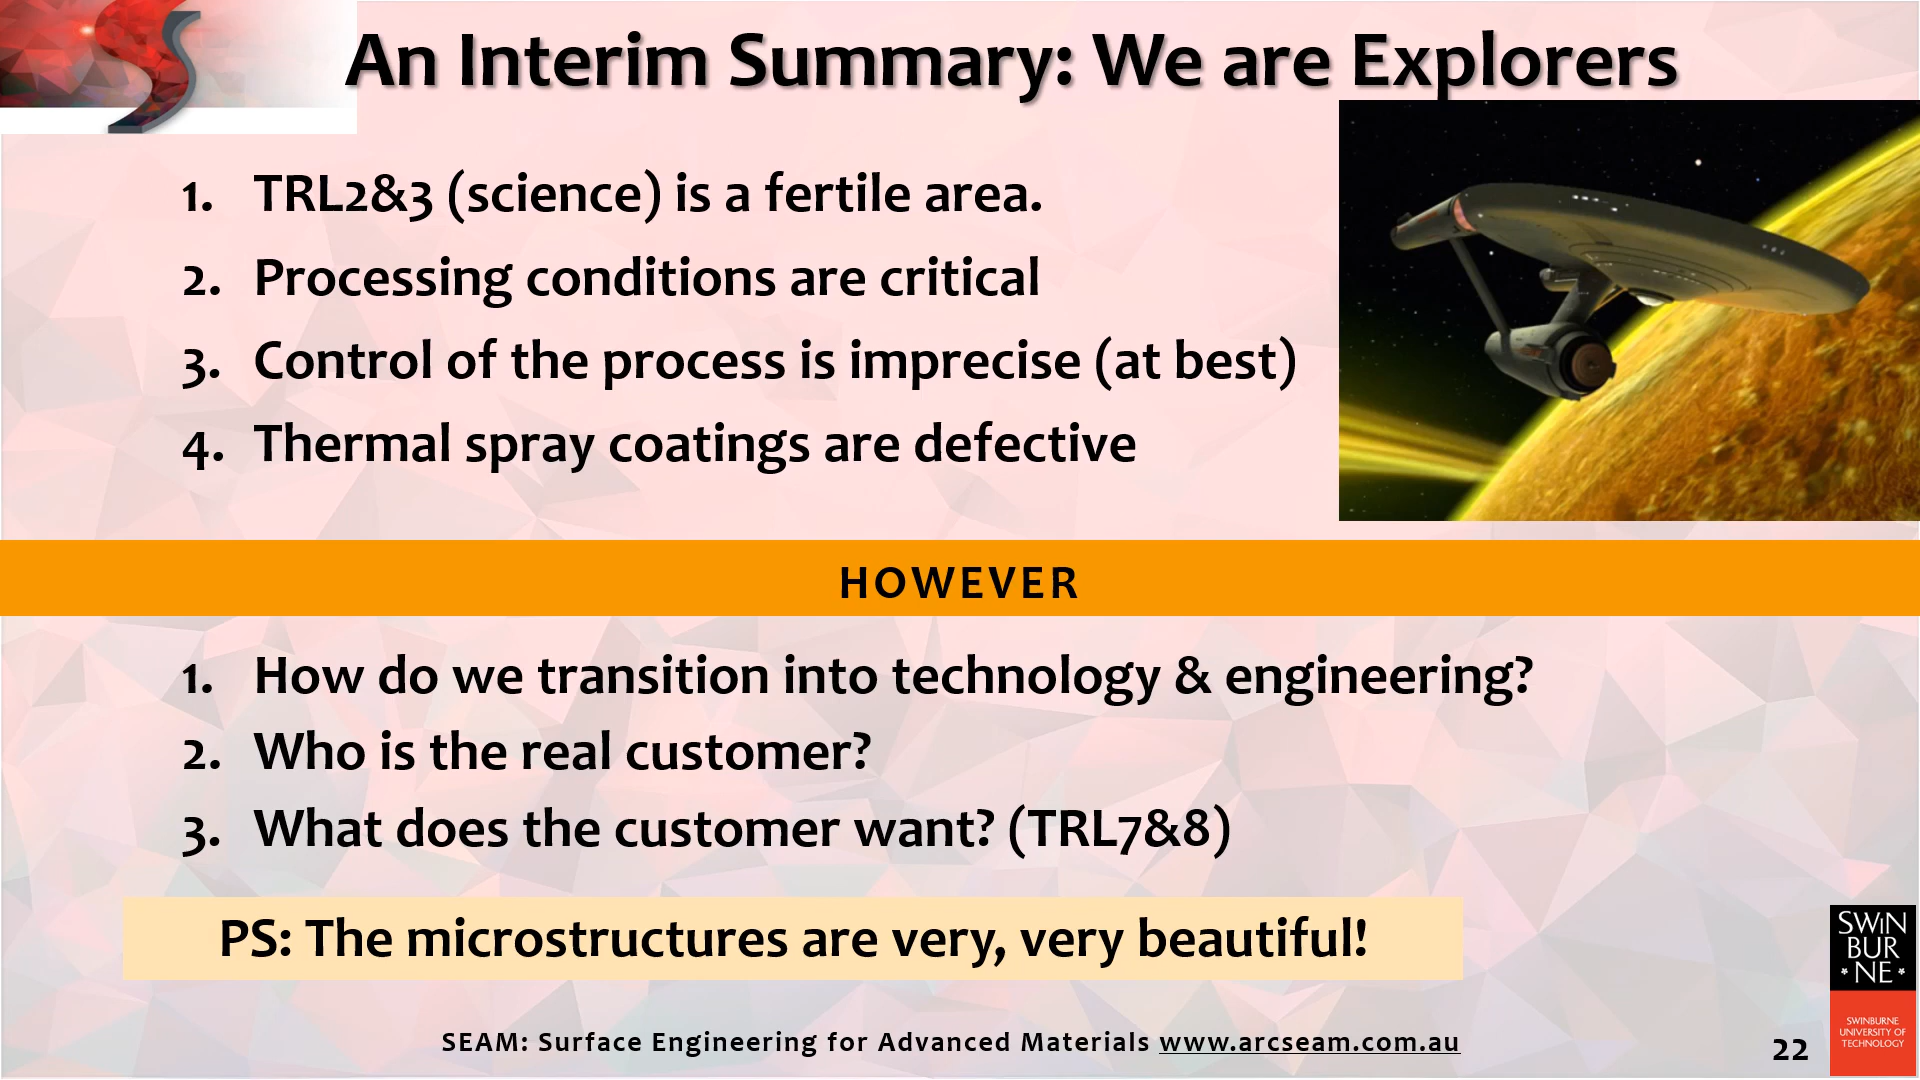 An Interim Summary: We are Explorers
1. TRL2&3 (science) is a fertile area.
2. Processing conditions are critical
3. Control of the process is imprecise (at best)
4. Thermal spray coatings are defective
HOWEVER
1. How do we transition into technology & engineering?
2. Who is the real customer?
3. What does the customer want? (TRL7&8)
PS: The microstructures are very, very beautiful!
SWIN
BUR
* NE *
SWINBURNE
UNIVERSITY OF
TECHNOLOGY
SEAM: Surface Engineering for Advanced Materials www.arcseam.com.au
22